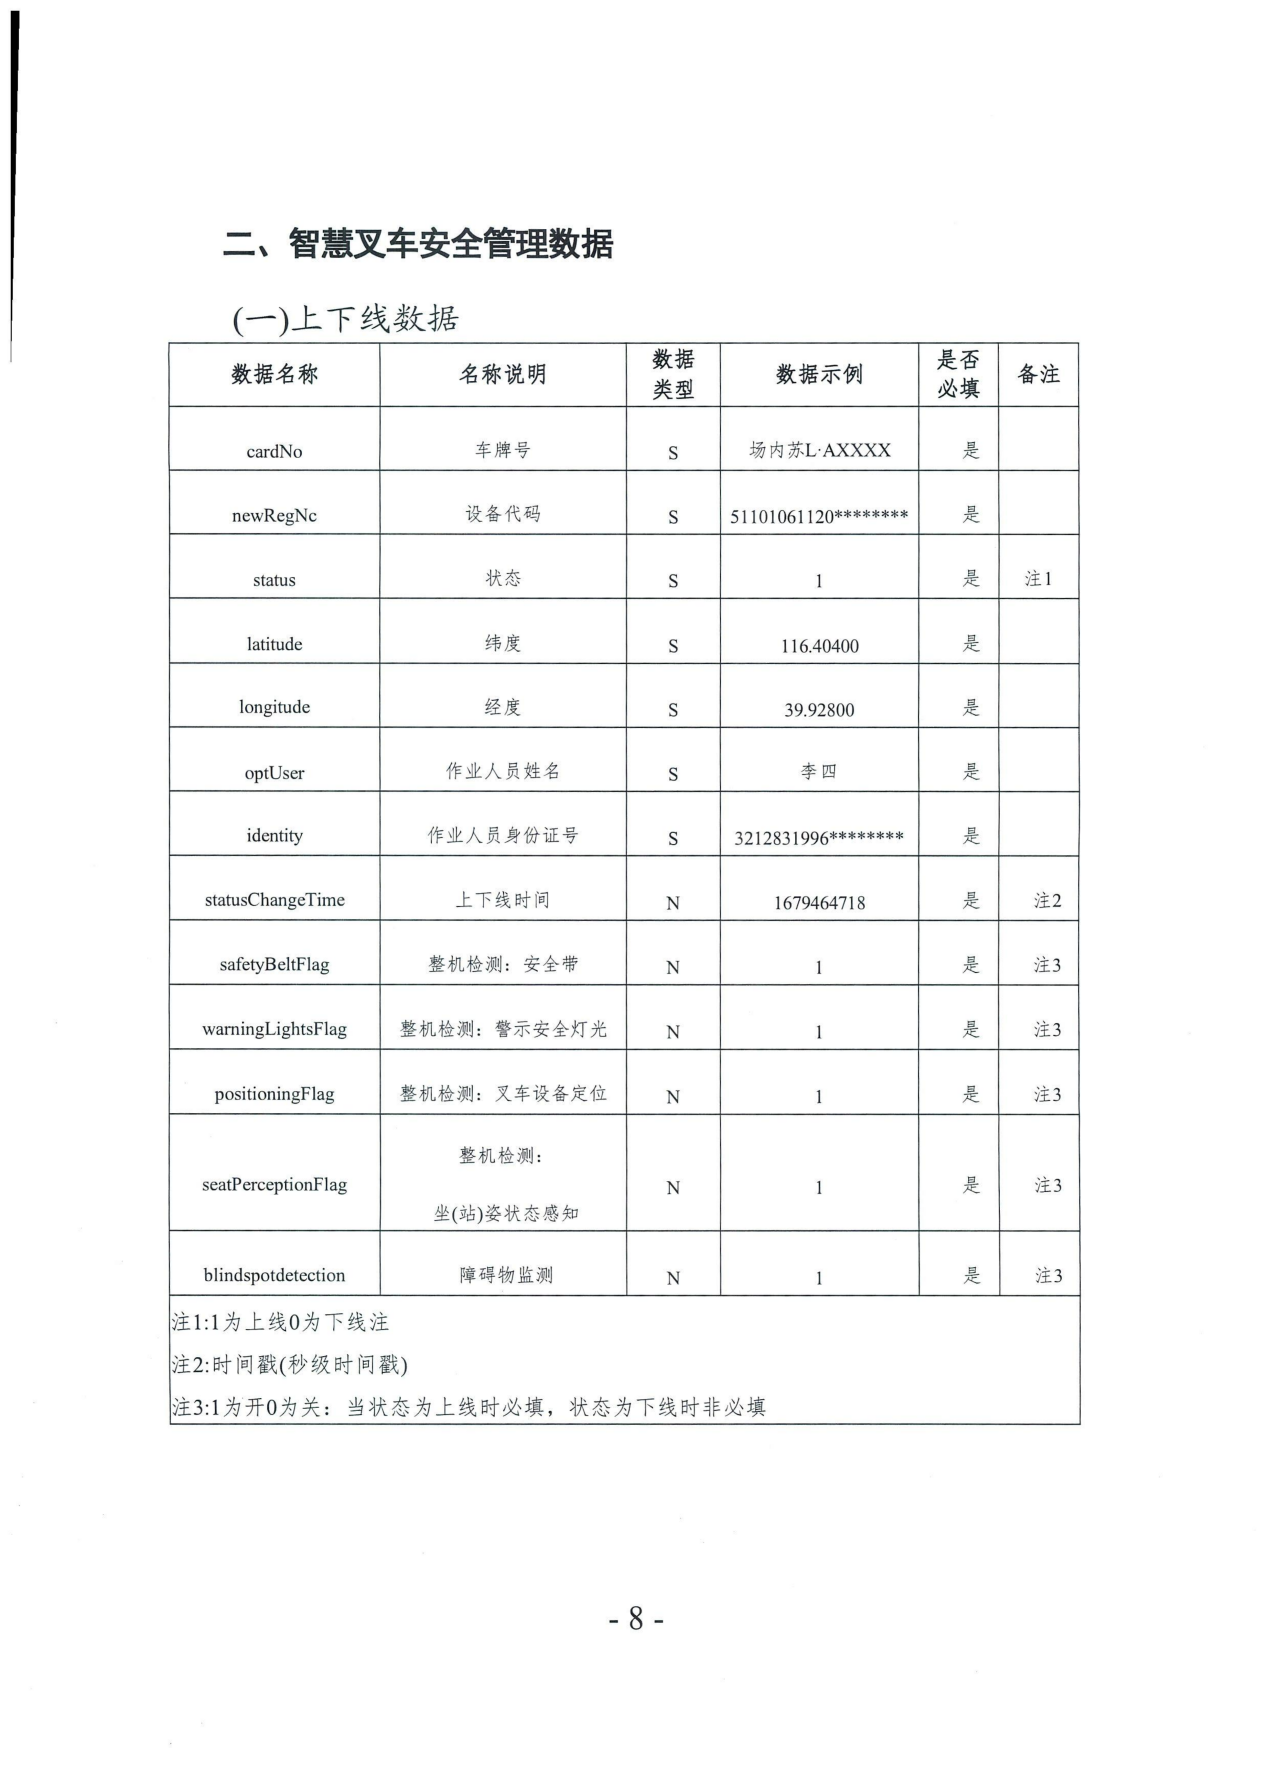 二、智慧叉车安全管理数据
(一)上下线数据
数据名称 名称说明 数据类型 数据示例 是否必填 备注
cardNo 车牌号 S 场内苏L·AXXXX 是
newRegNc 设备代码 S 51101061120******** 是
status 状态 S 1 是 注1
latitude 纬度 S 116.40400 是
longitude 经度 S 39.92800 是
optUser 作业人员姓名 S 李四 是
identity 作业人员身份证号 S 3212831996******** 是
statusChangeTime 上下线时间 N 1679464718 是 注2
safetyBeltFlag 整机检测：安全带 N 1 是 注3
warningLightsFlag 整机检测：警示安全灯光 N 1 是 注3
positioningFlag 整机检测：叉车设备定位 N 1 是 注3
seatPerceptionFlag 整机检测：坐(站)姿状态感知 N 1 是 注3
blindspotdetection 障碍物监测 N 1 是 注3
注1:1为上线0为下线注
注2:时间戳(秒级时间戳)
注3:1为开0为关：当状态为上线时必填，状态为下线时非必填
- 8 -